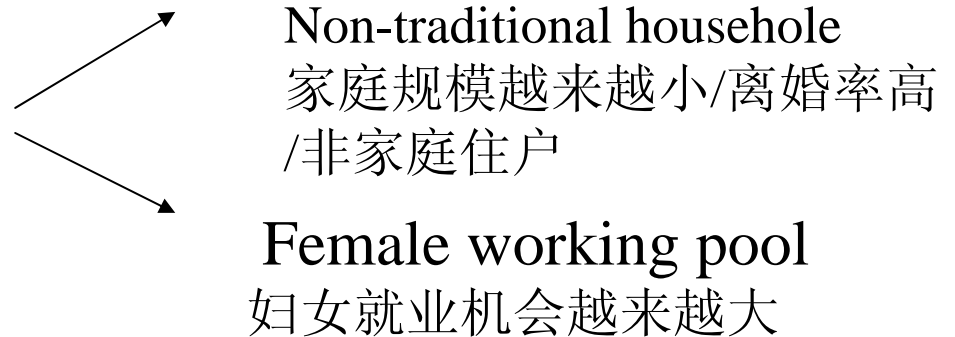 Non-traditional househole
家庭规模越来越小/离婚率高
/非家庭住户
Female working pool
妇女就业机会越来越大